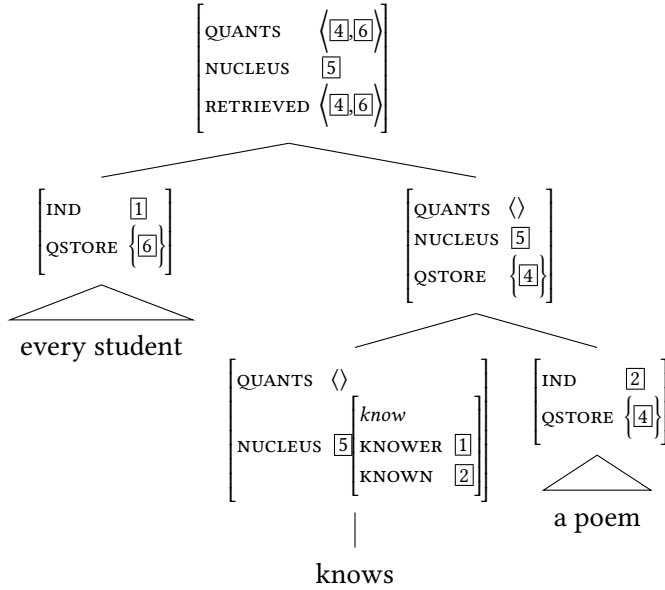 QUANTS ⟨4,6⟩
NUCLEUS 5
RETRIEVED ⟨4,6⟩
IND 1
QSTORE {6}
every student
QUANTS ⟨⟩
NUCLEUS 5
QSTORE {4}
QUANTS ⟨⟩
NUCLEUS 5
know
KNOWER 1
KNOWN 2
knows
IND 2
QSTORE {4}
a poem